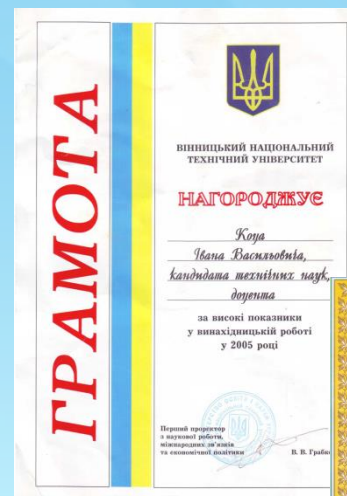 ГРАМОТА
ВІННИЦЬКИЙ НАЦІОНАЛЬНИЙ
ТЕХНІЧНИЙ УНІВЕРСИТЕТ
НАГОРОДЖУЄ
Коца
Івана Васильовича,
кандидата технічних наук,
доцента
за високі показники
у винахідницькій роботі
у 2005 році
Перший проректор
з наукової роботи,
міжнародних зв'язків
та економічної політики
В. В. Грабко